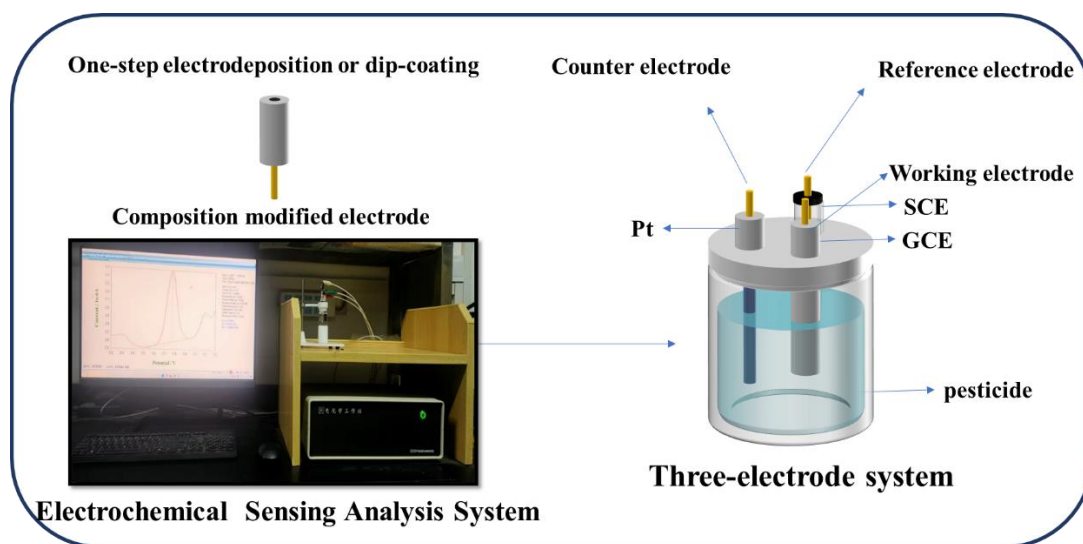 One-step electrodeposition or dip-coating
Composition modified electrode
Electrochemical Sensing Analysis System
Counter electrode
Reference electrode
Working electrode
SCE
Pt
GCE
pesticide
Three-electrode system